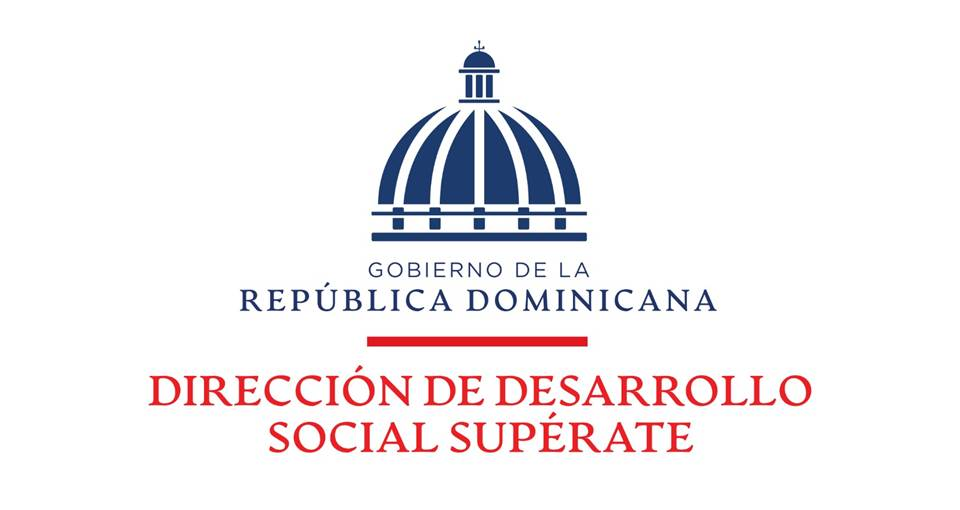 GOBIERNO DE LA
REPÚBLICA DOMINICANA
DIRECCIÓN DE DESARROLLO
SOCIAL SUPÉRATE